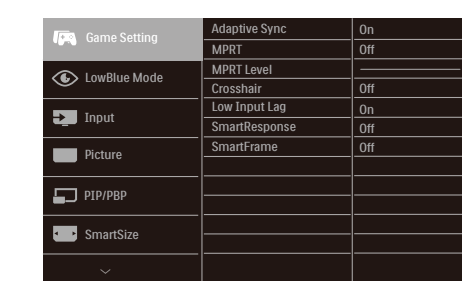 Game Setting
LowBlue Mode
Input
Picture
PIP/PBP
SmartSize
Adaptive Sync On
MPRT Off
MPRT Level
Crosshair Off
Low Input Lag On
SmartResponse Off
SmartFrame Off